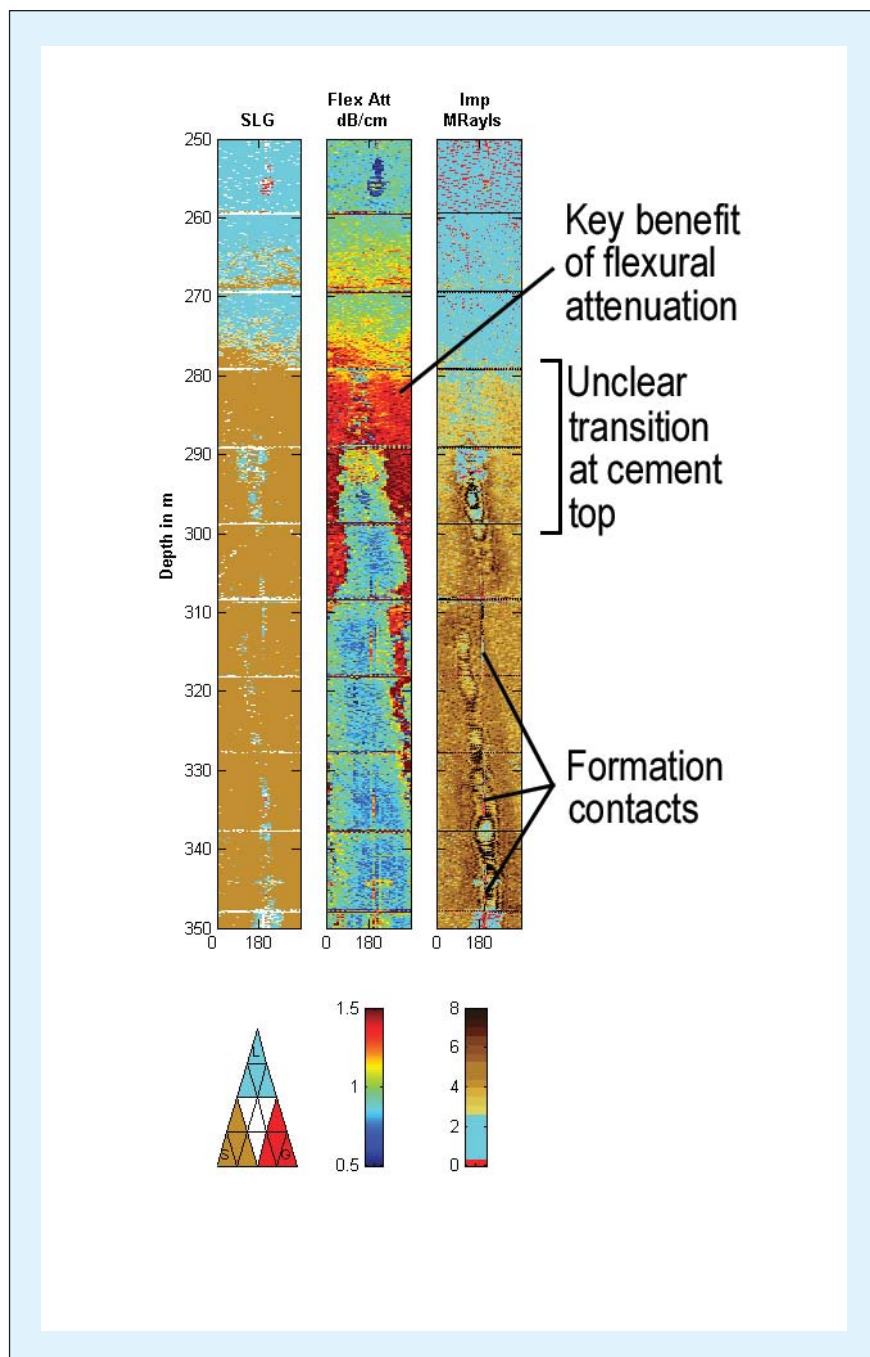 SLG
Flex Att
dB/cm
Imp
MRayls
250
260
270
280
290
300
310
320
330
340
350
Depth in m
0 180
0 180
0 180
Key benefit
of flexural
attenuation
Unclear
transition
at cement
top
Formation
contacts
L
S G
1.5
1
0.5
8
6
4
2
0